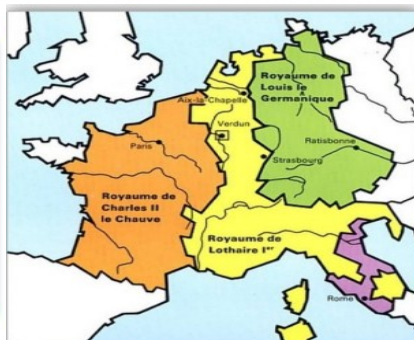 Royaume de
Louis le
Germanique
Aix-la-Chapelle
Verdun
Paris
Ratisbonne
Strasbourg
Royaume de
Charles II
le Chauve
Royaume de
Lothaire Iᵉʳ
Rome